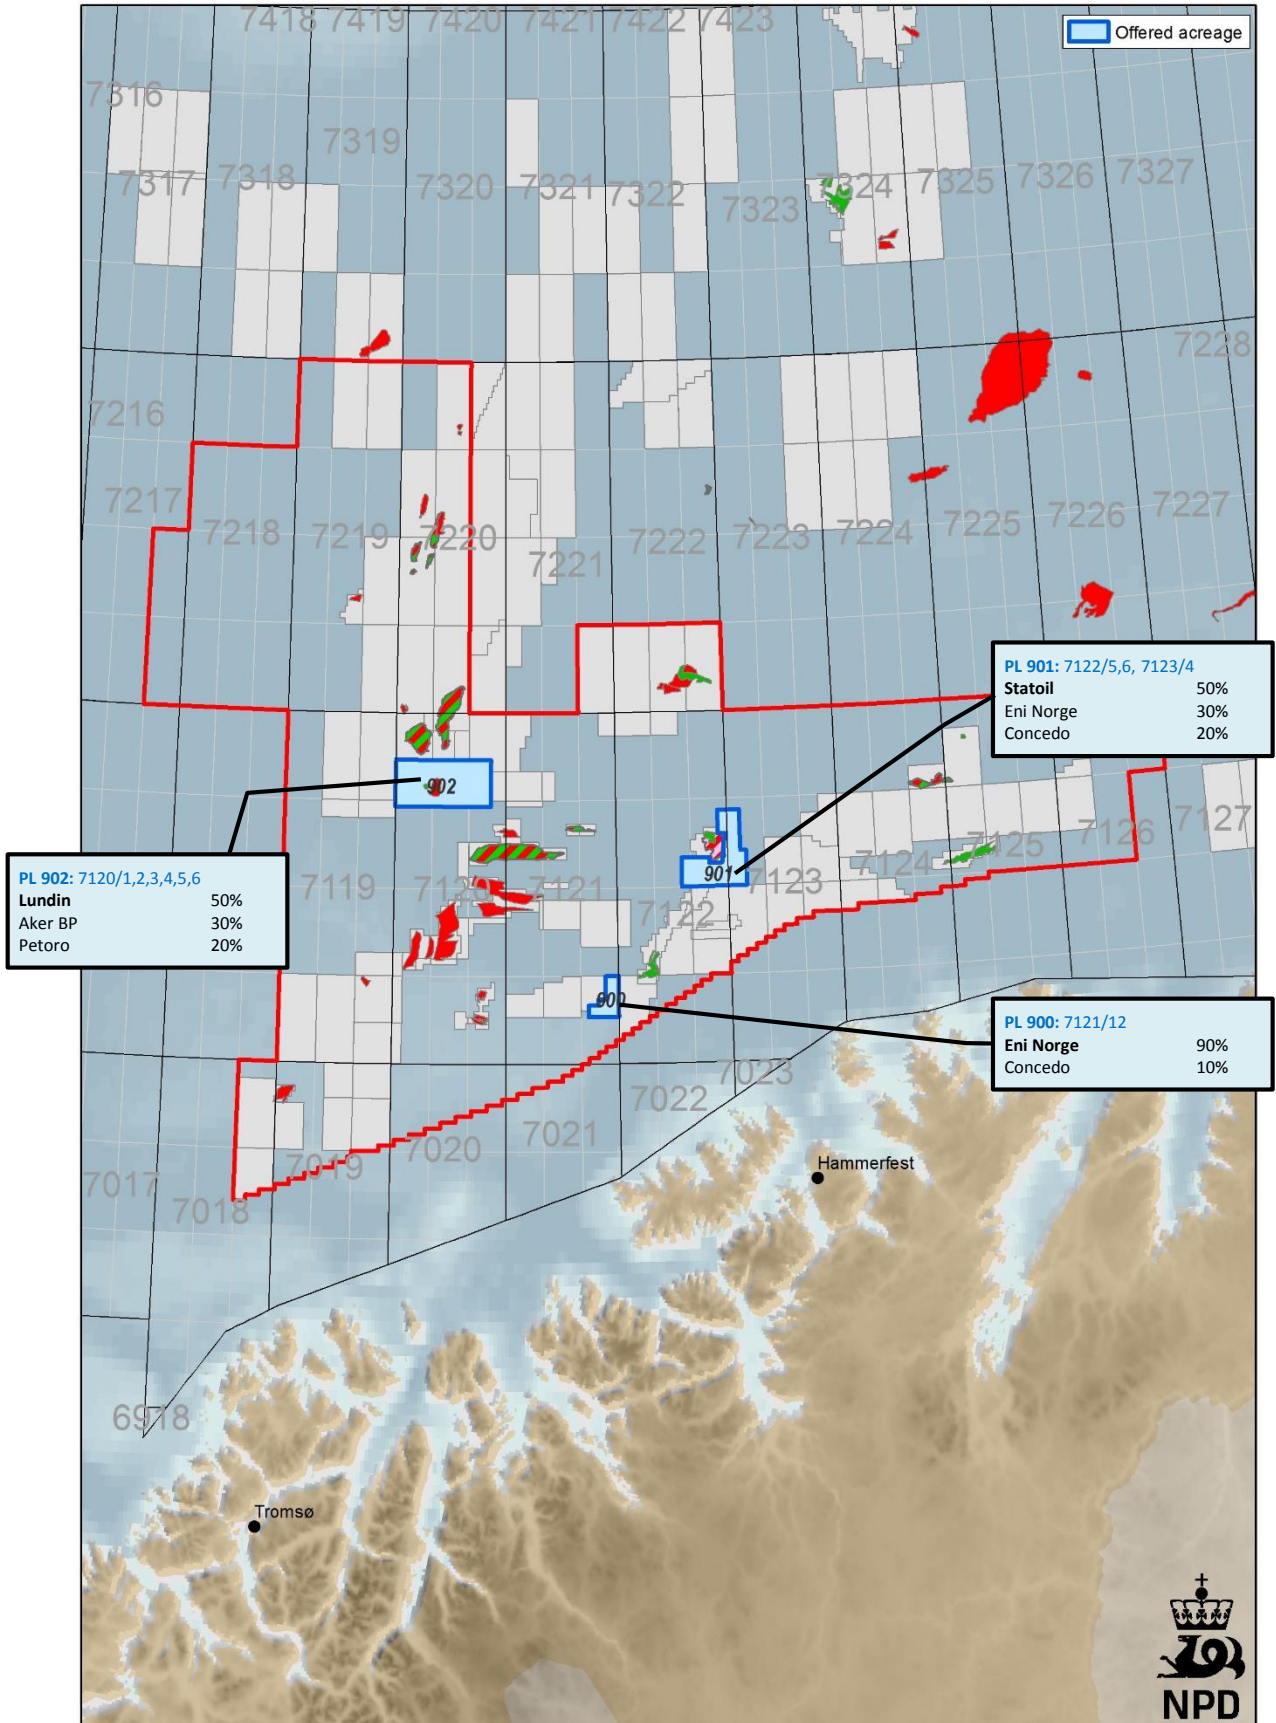 7418 7419 7420 7421 7422 7423
Offered acreage
7316
7319
7317 7318 7320 7321 7322 7323 7324 7325 7326 7327
7228
7216
7217 7218 7219 7220 7221 7222 7223 7224 7225 7226 7227
PL 901: 7122/5,6, 7123/4
Statoil 50%
Eni Norge 30%
Concedo 20%
902
PL 902: 7120/1,2,3,4,5,6
Lundin 50%
Aker BP 30%
Petoro 20%
901
7119 7120 7121 7122 7123 7124 7125 7126 7127
900
PL 900: 7121/12
Eni Norge 90%
Concedo 10%
7023
7022
7021
7020
7019
7018
7017
Hammerfest
6918
Tromsø
NPD